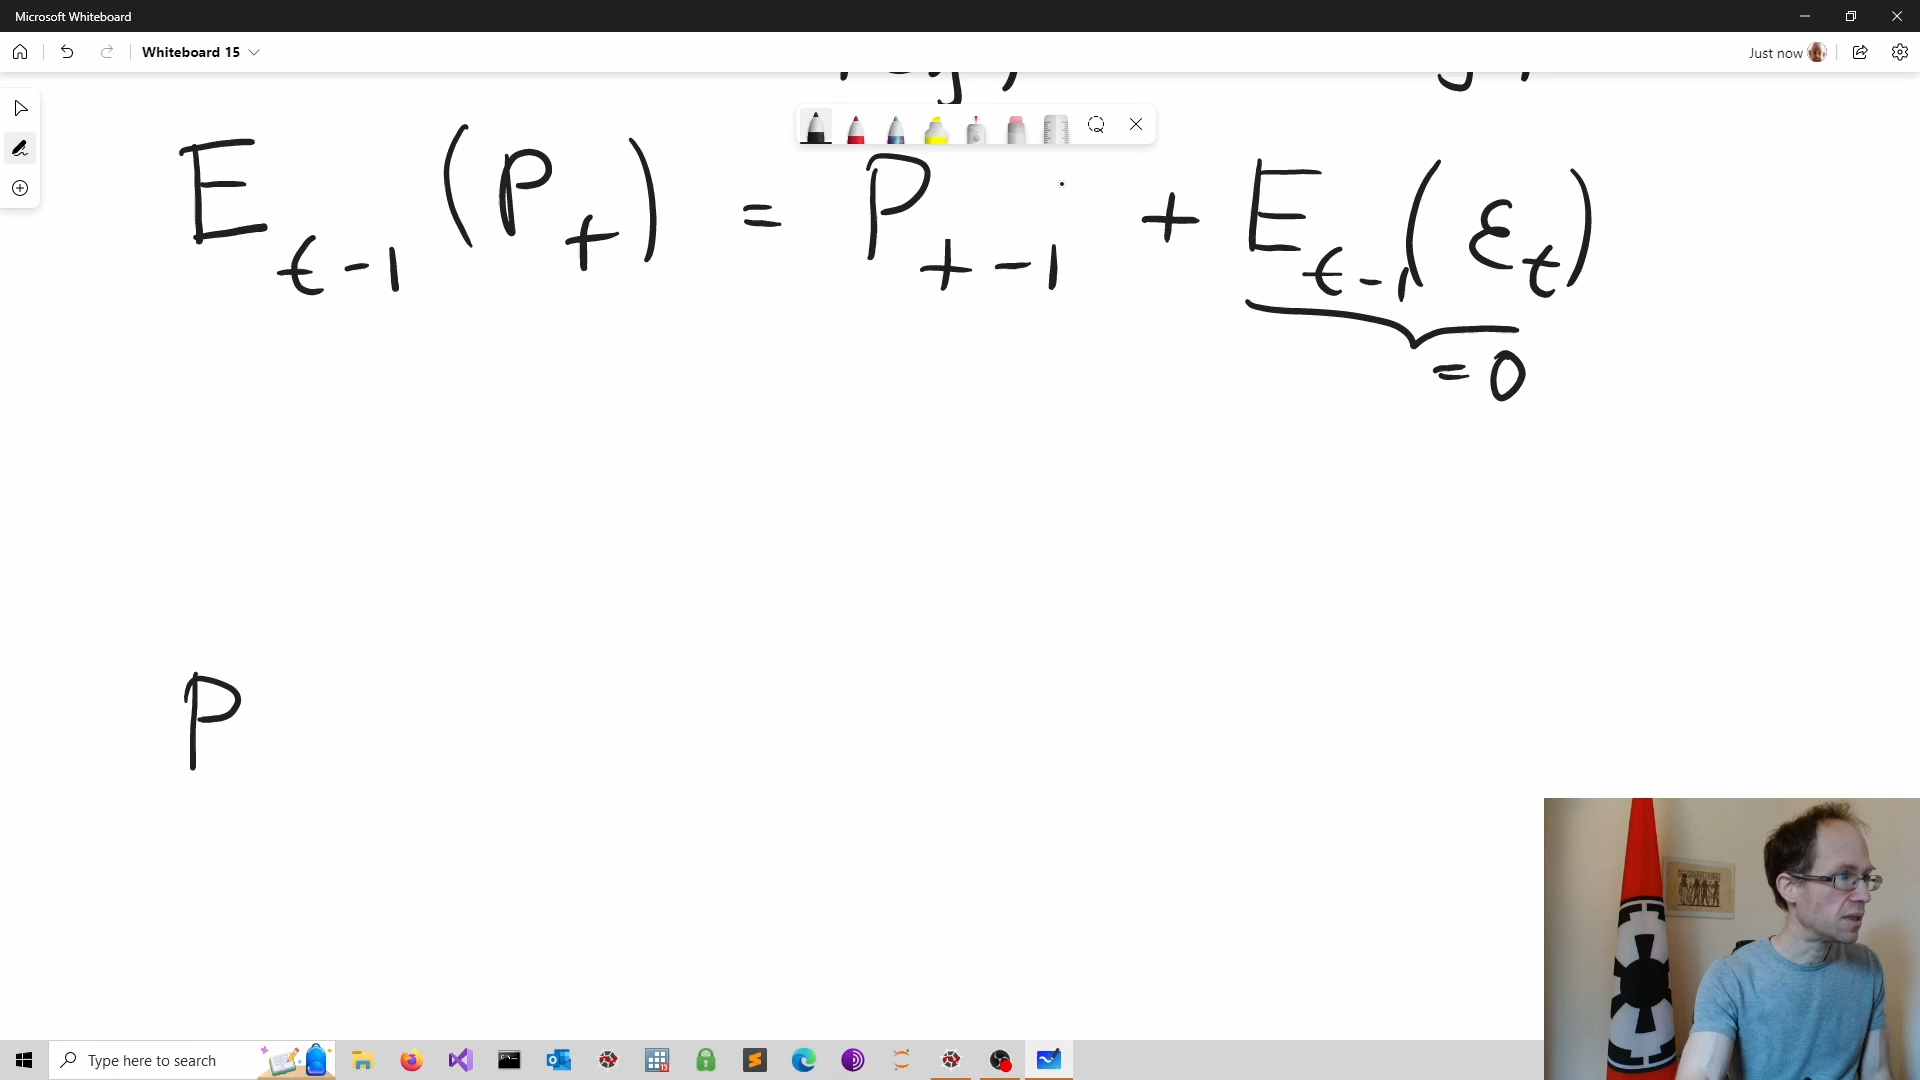 Microsoft Whiteboard
Whiteboard 15
Just now
E_{t-1}(P_t) = P_{t-1} + E_{t-1}(ε_t)
= 0
P
Type here to search
13